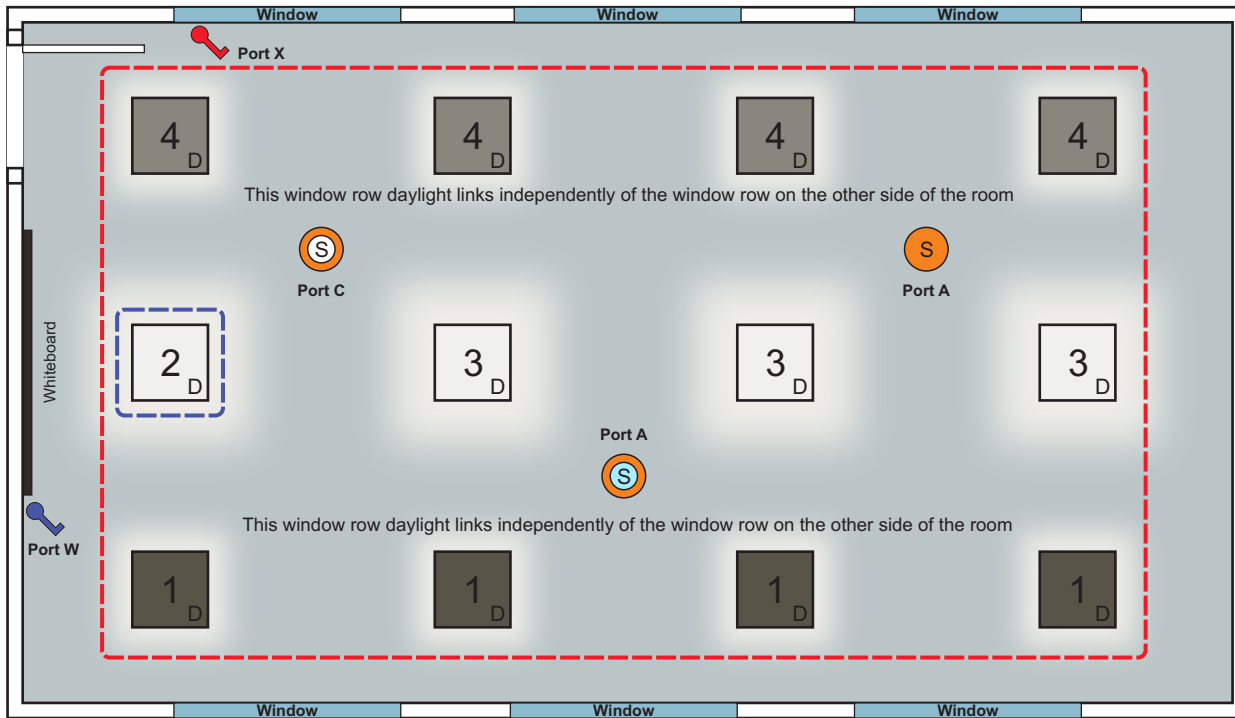 Window Window Window
Port X
4 D 4 D 4 D 4 D
This window row daylight links independently of the window row on the other side of the room
S S
Port C Port A
Whiteboard
2 D 3 D 3 D 3 D
Port A
S
This window row daylight links independently of the window row on the other side of the room
Port W
1 D 1 D 1 D 1 D
Window Window Window